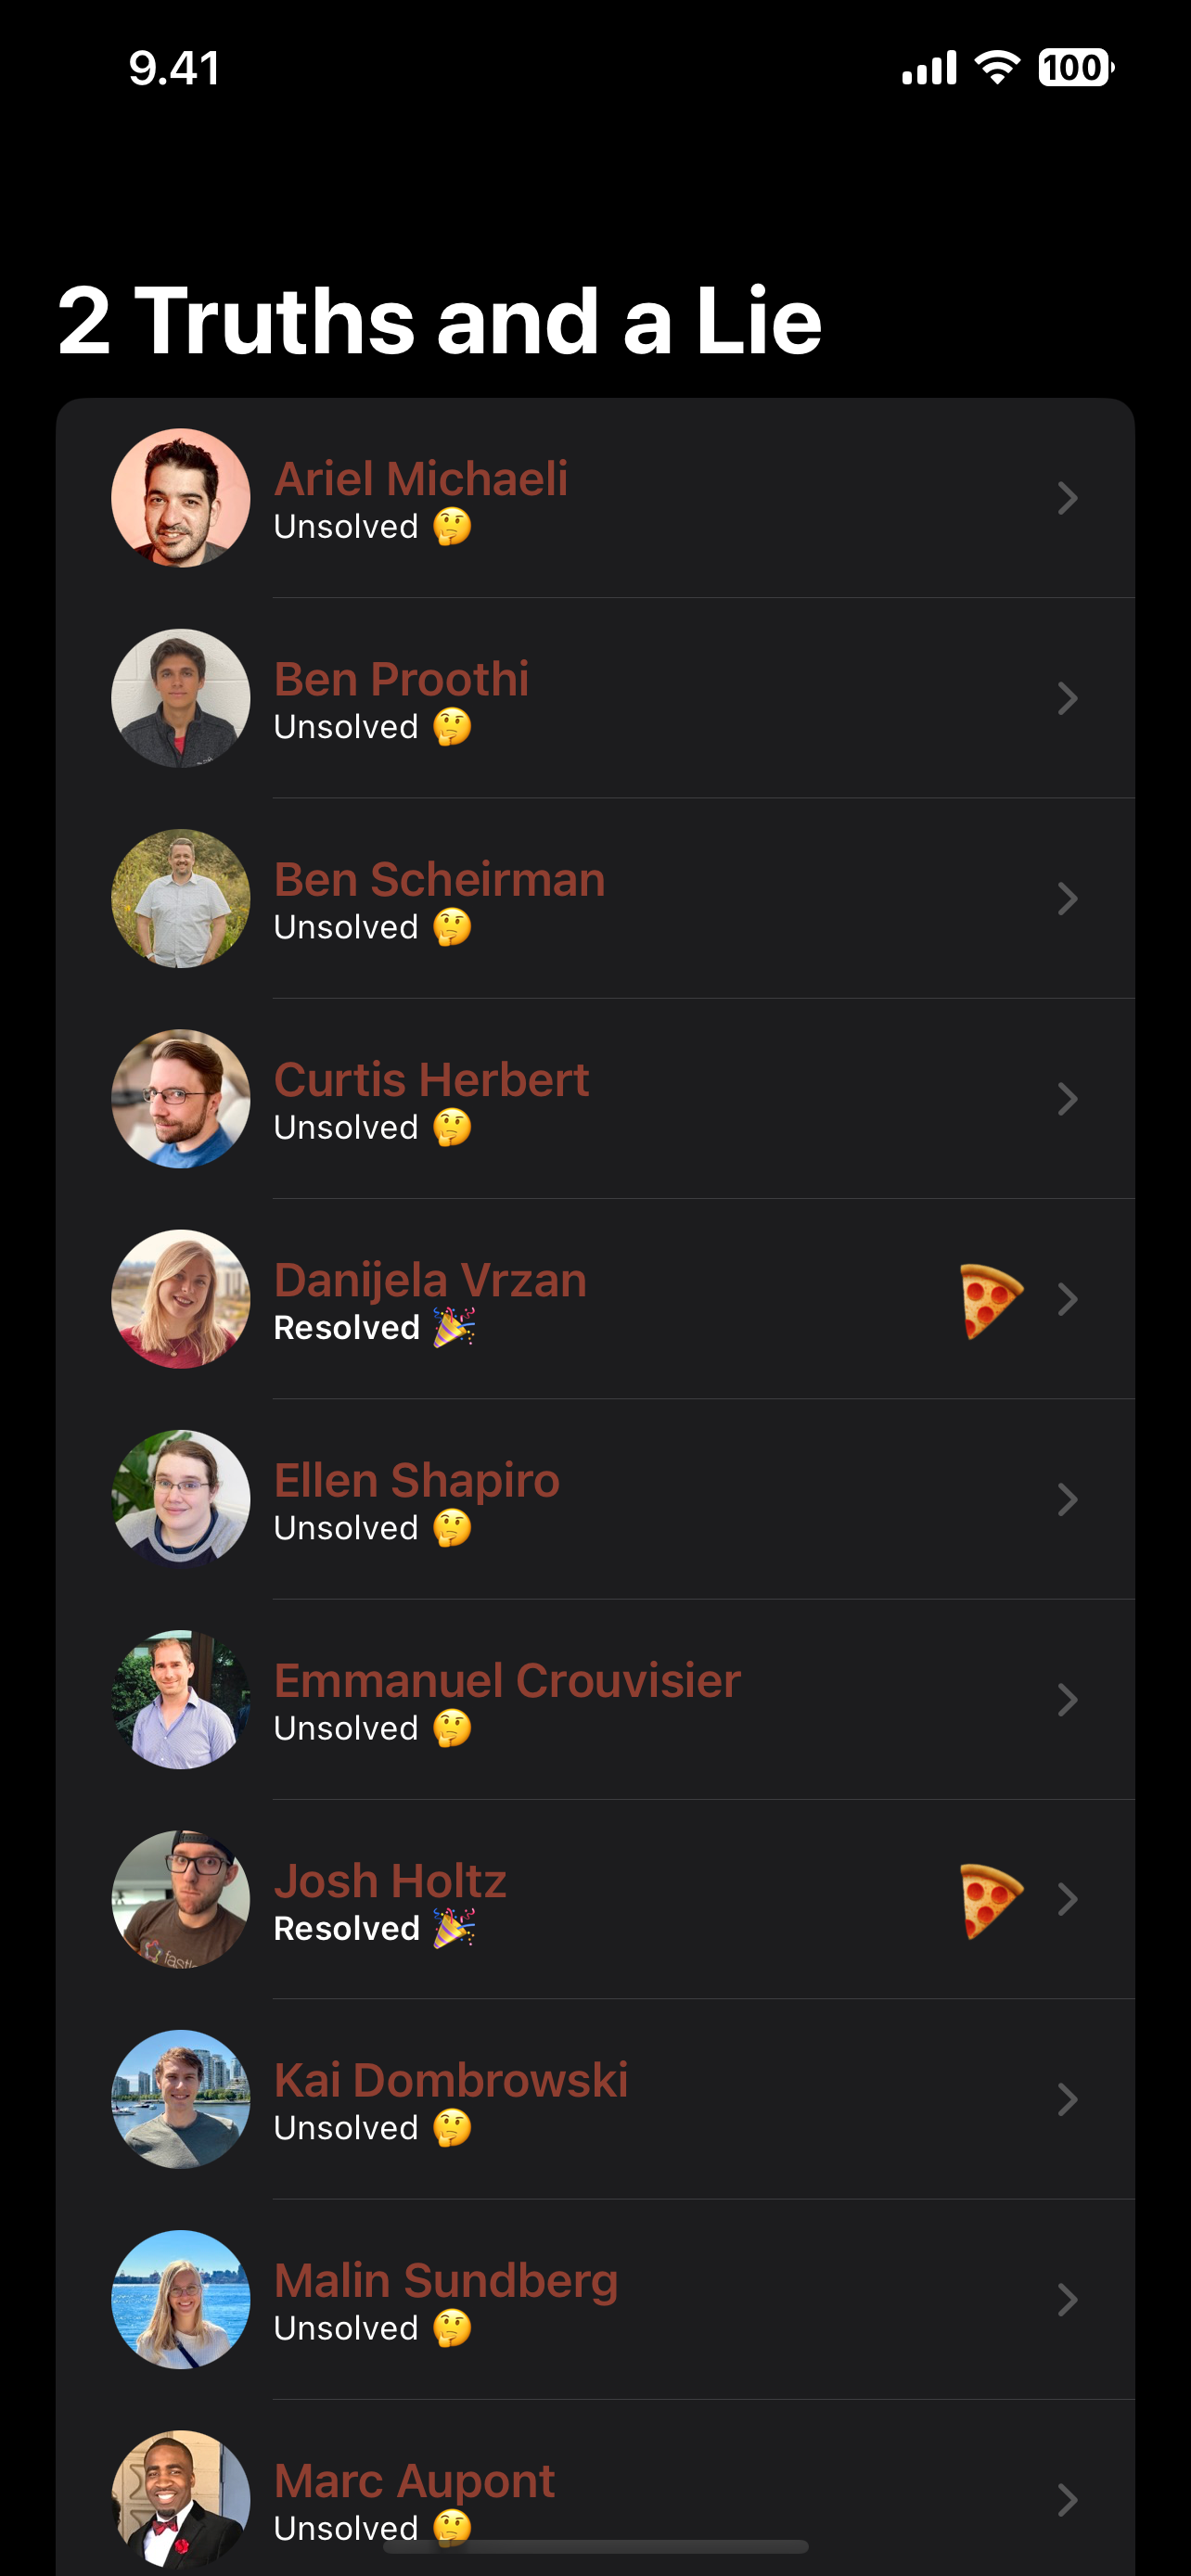 9.41
100
2 Truths and a Lie
Ariel Michaeli
Unsolved 🤔
Ben Proothi
Unsolved 🤔
Ben Scheirman
Unsolved 🤔
Curtis Herbert
Unsolved 🤔
Danijela Vrzan
Resolved 🎉
🍕
Ellen Shapiro
Unsolved 🤔
Emmanuel Crouvisier
Unsolved 🤔
Josh Holtz
Resolved 🎉
🍕
Kai Dombrowski
Unsolved 🤔
Malin Sundberg
Unsolved 🤔
Marc Aupont
Unsolved 🤔